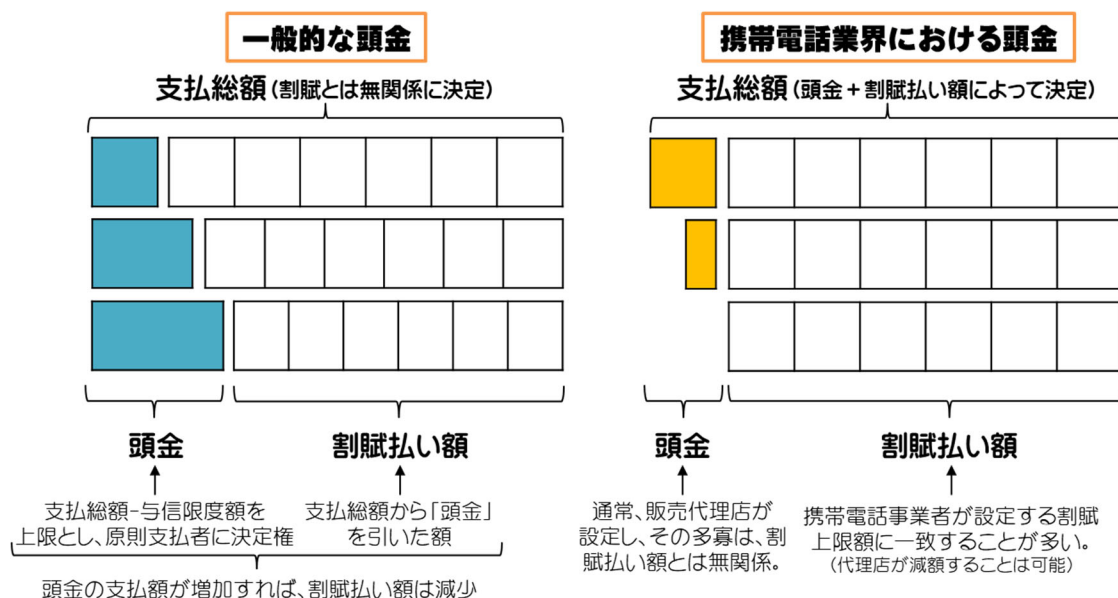 一般的な頭金
支払総額(割賦とは無関係に決定)
頭金
割賦払い額
支払総額-与信限度額を
上限とし、原則支払者に決定権
支払総額から「頭金」
を引いた額
頭金の支払額が増加すれば、割賦払い額は減少
携帯電話業界における頭金
支払総額(頭金+割賦払い額によって決定)
頭金
割賦払い額
通常、販売代理店が
設定し、その多寡は、割
賦払い額とは無関係。
携帯電話事業者が設定する割賦
上限額に一致することが多い。
(代理店が減額することは可能)